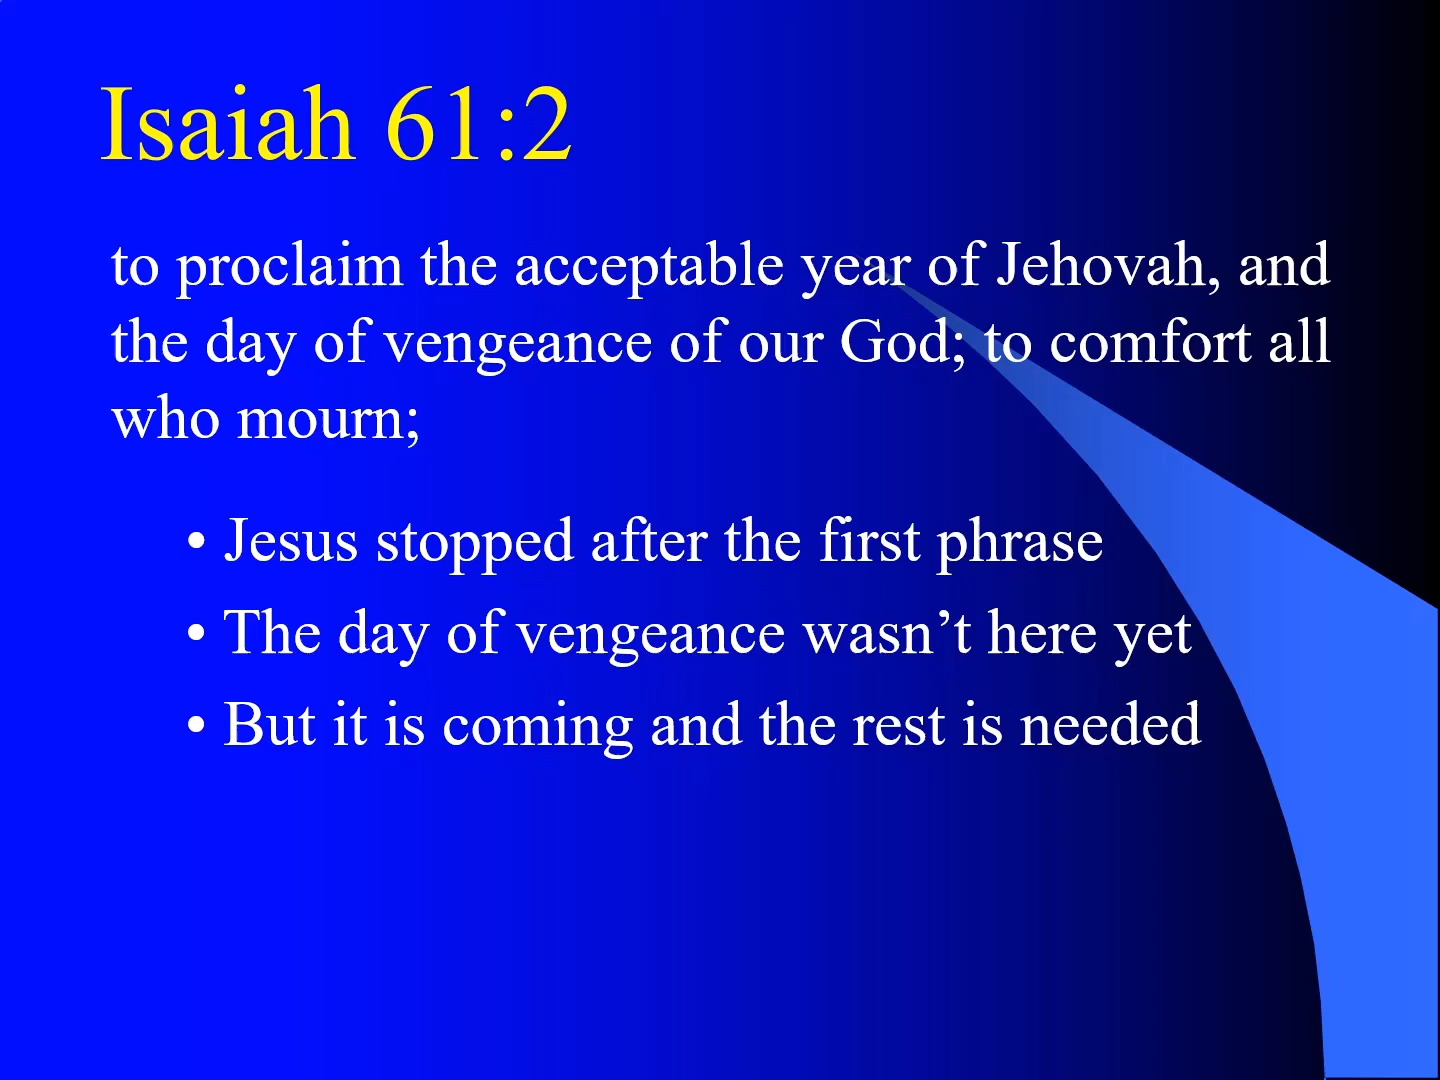 Isaiah 61:2
to proclaim the acceptable year of Jehovah, and
the day of vengeance of our God; to comfort all
who mourn;
• Jesus stopped after the first phrase
• The day of vengeance wasn’t here yet
• But it is coming and the rest is needed